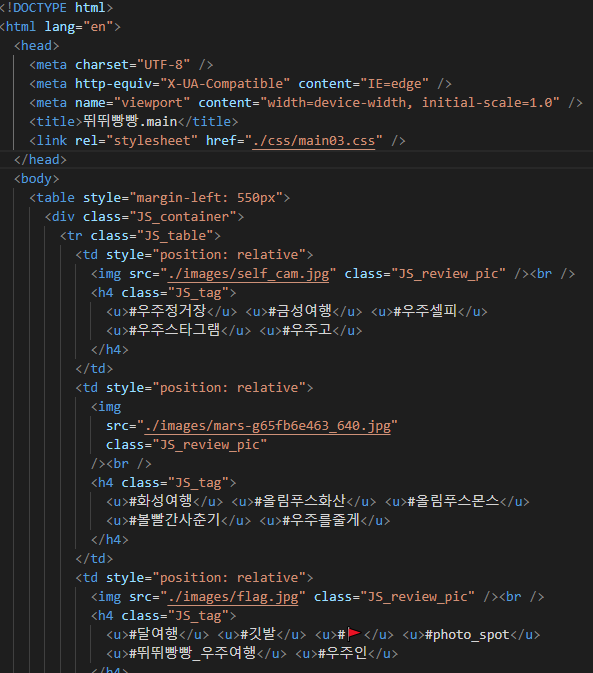 <!DOCTYPE html>
<html lang="en">
<head>
<meta charset="UTF-8" />
<meta http-equiv="X-UA-Compatible" content="IE=edge" />
<meta name="viewport" content="width=device-width, initial-scale=1.0" />
<title>뛰뛰빵빵.main</title>
<link rel="stylesheet" href="./css/main03.css" />
</head>
<body>
<table style="margin-left: 550px">
<div class="JS_container">
<tr class="JS_table">
<td style="position: relative">
<img src="./images/self_cam.jpg" class="JS_review_pic" /><br />
<h4 class="JS_tag">
<u>#우주정거장</u> <u>#금성여행</u> <u>#우주셀피</u>
<u>#우주스타그램</u> <u>#우주고</u>
</h4>
</td>
<td style="position: relative">
<img
src="./images/mars-g65fb6e463_640.jpg"
class="JS_review_pic"
/><br />
<h4 class="JS_tag">
<u>#화성여행</u> <u>#올림푸스화산</u> <u>#올림푸스몬스</u>
<u>#볼빨간사춘기</u> <u>#우주를줄게</u>
</h4>
</td>
<td style="position: relative">
<img src="./images/flag.jpg" class="JS_review_pic" /><br />
<h4 class="JS_tag">
<u>#달여행</u> <u>#깃발</u> <u>#🚩</u> <u>#photo_spot</u>
<u>#뛰뛰빵빵_우주여행</u> <u>#우주인</u>
</h4>